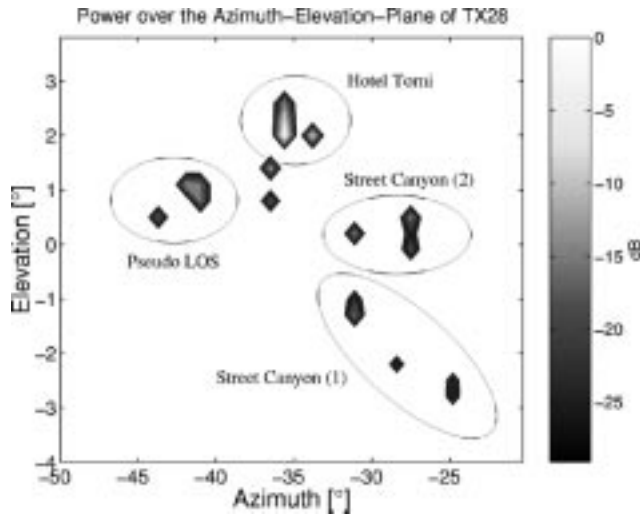 Power over the Azimuth-Elevation-Plane of TX28
Hotel Torni
Street Canyon (2)
Pseudo LOS
Street Canyon (1)
Elevation [°]
3
2
1
0
-1
-2
-3
-4
-50
-45
-40
-35
-30
-25
Azimuth [°]
0
-5
-10
-15
-20
-25
dB